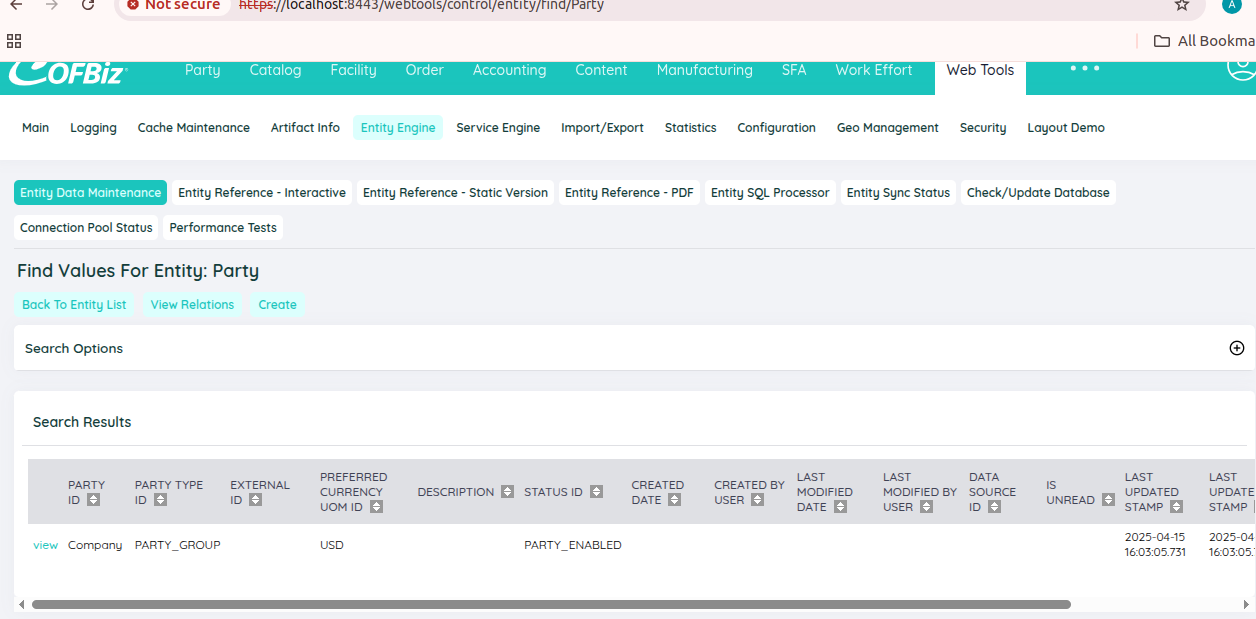 Not secure https://localhost:8443/webtools/control/entity/find/Party A
All Bookma
OFBiz Party Catalog Facility Order Accounting Content Manufacturing SFA Work Effort Web Tools
Main Logging Cache Maintenance Artifact Info Entity Engine Service Engine Import/Export Statistics Configuration Geo Management Security Layout Demo
Entity Data Maintenance Entity Reference - Interactive Entity Reference - Static Version Entity Reference - PDF Entity SQL Processor Entity Sync Status Check/Update Database
Connection Pool Status Performance Tests
Find Values For Entity: Party
Back To Entity List View Relations Create
Search Options
Search Results
PARTY ID PARTY TYPE ID EXTERNAL ID PREFERRED CURRENCY UOM ID DESCRIPTION STATUS ID CREATED DATE CREATED BY USER LAST MODIFIED DATE LAST MODIFIED BY USER DATA SOURCE ID IS UNREAD LAST UPDATED STAMP LAST UPDATE STAMP
view Company PARTY_GROUP USD PARTY_ENABLED 2025-04-15 16:03:05.731 2025-04 16:03:05.